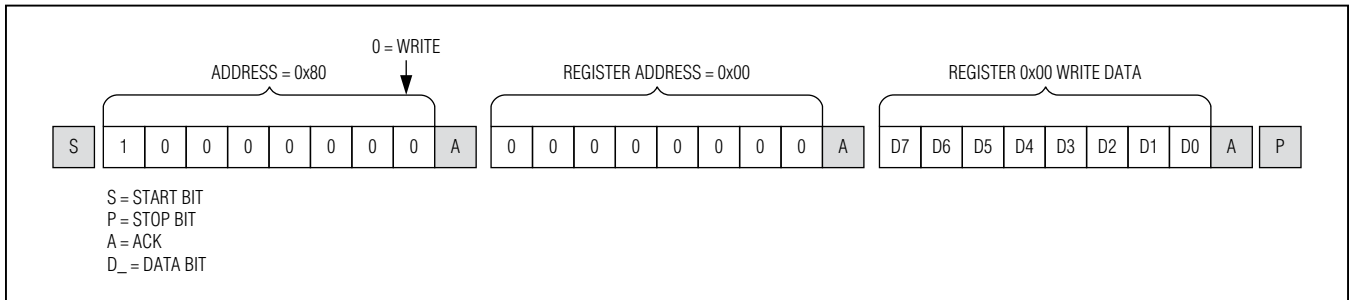 0 = WRITE
ADDRESS = 0x80 REGISTER ADDRESS = 0x00 REGISTER 0x00 WRITE DATA
S 1 0 0 0 0 0 0 0 A 0 0 0 0 0 0 0 0 A D7 D6 D5 D4 D3 D2 D1 D0 A P
S = START BIT
P = STOP BIT
A = ACK
D_ = DATA BIT